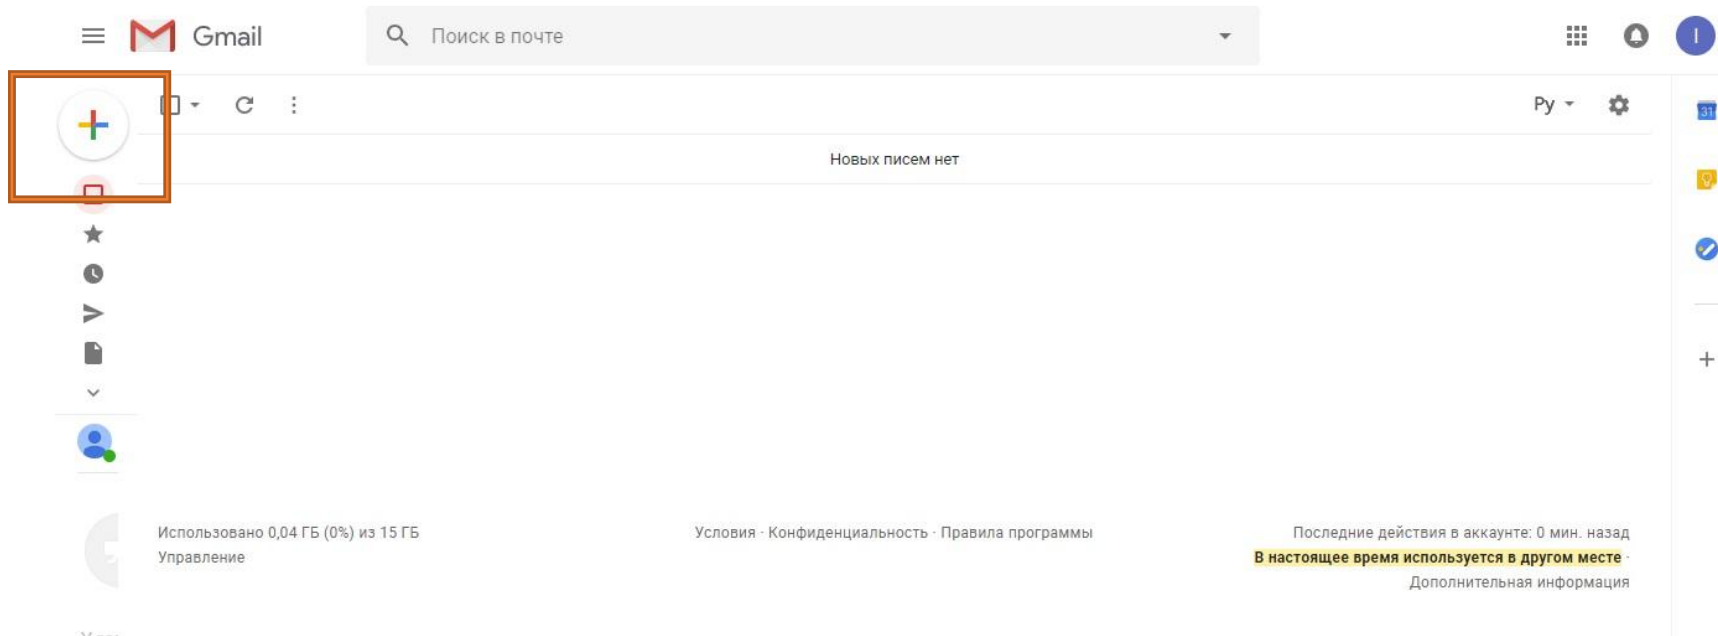 Gmail
Поиск в почте
I
Ру
31
Новых писем нет
Использовано 0,04 ГБ (0%) из 15 ГБ
Управление
Условия · Конфиденциальность · Правила программы
Последние действия в аккаунте: 0 мин. назад
В настоящее время используется в другом месте ·
Дополнительная информация